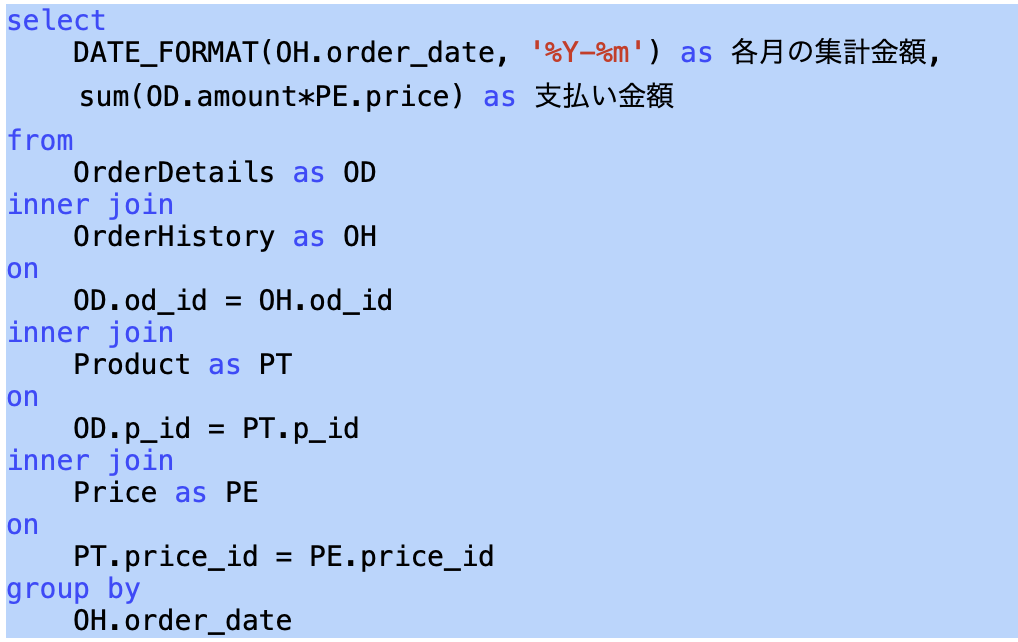 select
    DATE_FORMAT(OH.order_date, '%Y-%m') as 各月の集計金額,
    sum(OD.amount*PE.price) as 支払い金額
from
    OrderDetails as OD
inner join
    OrderHistory as OH
on
    OD.od_id = OH.od_id
inner join
    Product as PT
on
    OD.p_id = PT.p_id
inner join
    Price as PE
on
    PT.price_id = PE.price_id
group by
    OH.order_date